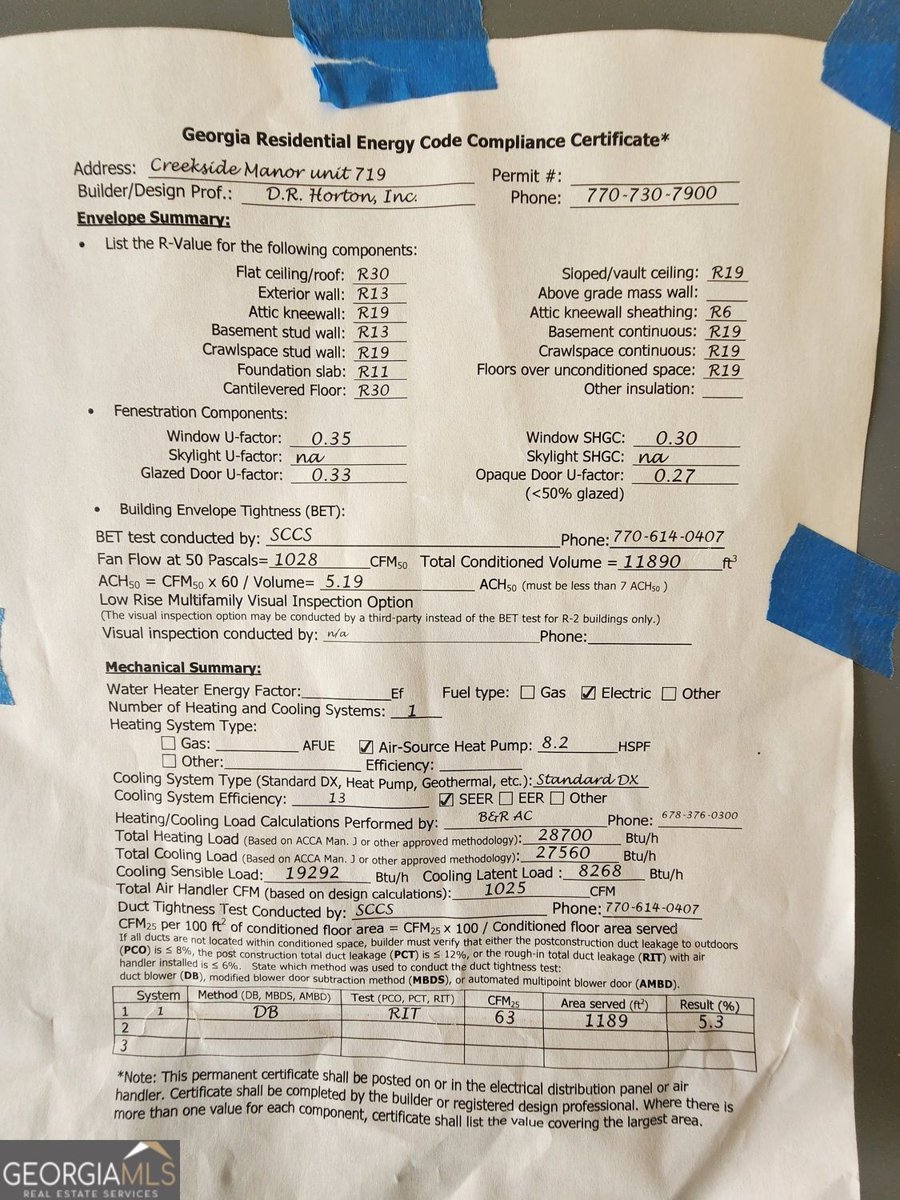 Georgia Residential Energy Code Compliance Certificate*
Address: Creekside Manor unit 719 Permit #:
Builder/Design Prof.: D.R. Horton, Inc. Phone: 770-730-7900
Envelope Summary:
• List the R-Value for the following components:
Flat ceiling/roof: R30 Sloped/vault ceiling: R19
Exterior wall: R13 Above grade mass wall:
Attic kneewall: R19 Attic kneewall sheathing: R6
Basement stud wall: R13 Basement continuous: R19
Crawlspace stud wall: R19 Crawlspace continuous: R19
Foundation slab: R11 Floors over unconditioned space: R19
Cantilevered Floor: R30 Other insulation:
• Fenestration Components:
Window U-factor: 0.35 Window SHGC: 0.30
Skylight U-factor: na Skylight SHGC: na
Glazed Door U-factor: 0.33 Opaque Door U-factor: 0.27
(<50% glazed)
• Building Envelope Tightness (BET):
BET test conducted by: SCCS Phone: 770-614-0407
Fan Flow at 50 Pascals= 1028 CFM₅₀ Total Conditioned Volume = 11890 ft³
ACH₅₀ = CFM₅₀ x 60 / Volume= 5.19 ACH₅₀ (must be less than 7 ACH₅₀ )
Low Rise Multifamily Visual Inspection Option
(The visual inspection option may be conducted by a third-party instead of the BET test for R-2 buildings only.)
Visual inspection conducted by: n/a Phone:
Mechanical Summary:
Water Heater Energy Factor: Ef Fuel type: ☐ Gas ☑ Electric ☐ Other
Number of Heating and Cooling Systems: 1
Heating System Type:
☐ Gas: AFUE ☑ Air-Source Heat Pump: 8.2 HSPF
☐ Other: Efficiency:
Cooling System Type (Standard DX, Heat Pump, Geothermal, etc.): Standard DX
Cooling System Efficiency: 13 ☑ SEER ☐ EER ☐ Other
Heating/Cooling Load Calculations Performed by: B&R AC Phone: 678-376-0300
Total Heating Load (Based on ACCA Man. J or other approved methodology): 28700 Btu/h
Total Cooling Load (Based on ACCA Man. J or other approved methodology): 27560 Btu/h
Cooling Sensible Load: 19292 Btu/h Cooling Latent Load : 8268 Btu/h
Total Air Handler CFM (based on design calculations): 1025 CFM
Duct Tightness Test Conducted by: SCCS Phone: 770-614-0407
CFM₂₅ per 100 ft² of conditioned floor area = CFM₂₅ x 100 / Conditioned floor area served
If all ducts are not located within conditioned space, builder must verify that either the postconstruction duct leakage to outdoors
(PCO) is ≤ 8%, the post construction total duct leakage (PCT) is ≤ 12%, or the rough-in total duct leakage (RIT) with air
handler installed is ≤ 6%. State which method was used to conduct the duct tightness test:
duct blower (DB), modified blower door subtraction method (MBDS), or automated multipoint blower door (AMBD).
System Method (DB, MBDS, AMBD) Test (PCO, PCT, RIT) CFM₂₅ Area served (ft²) Result (%)
1 1 DB RIT 63 1189 5.3
2
3
*Note: This permanent certificate shall be posted on or in the electrical distribution panel or air
handler. Certificate shall be completed by the builder or registered design professional. Where there is
more than one value for each component, certificate shall list the value covering the largest area.
GEORGIAMLS
REAL ESTATE SERVICES